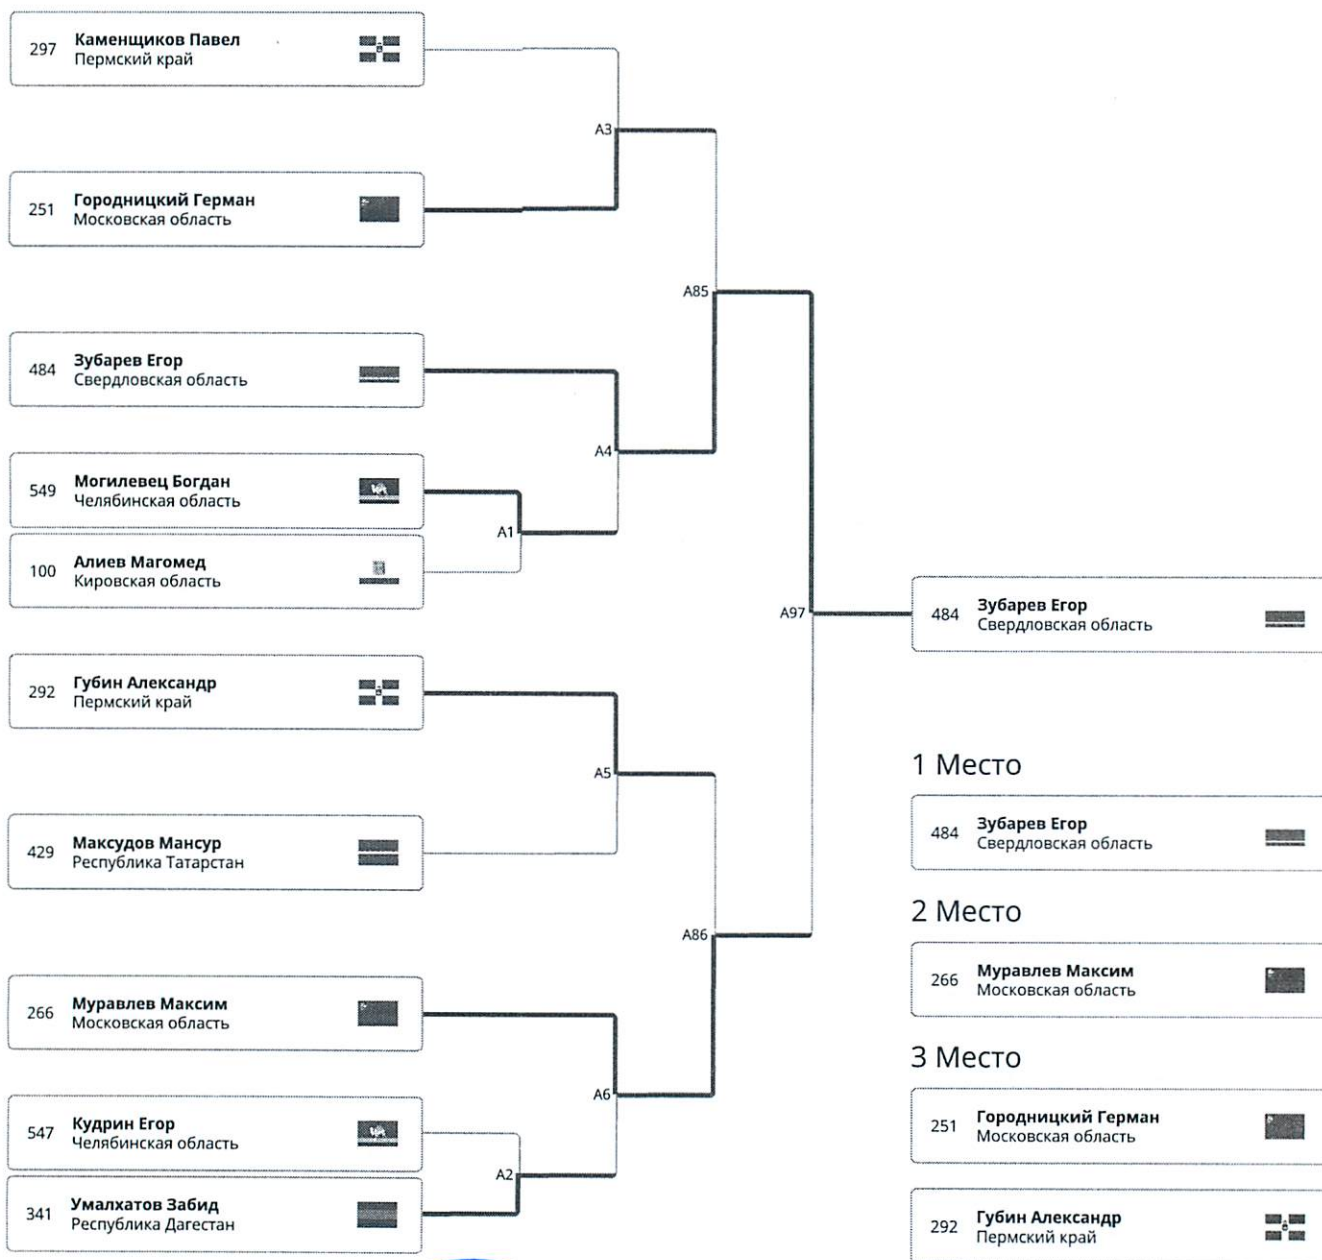 297
Каменщиков Павел
Пермский край
A3
251
Городницкий Герман
Московская область
A85
484
Зубарев Егор
Свердловская область
A4
549
Могилевец Богдан
Челябинская область
A1
100
Алиев Магомед
Кировская область
A97
484
Зубарев Егор
Свердловская область
292
Губин Александр
Пермский край
A5
429
Максудов Мансур
Республика Татарстан
A86
266
Муравлев Максим
Московская область
A6
547
Кудрин Егор
Челябинская область
A2
341
Умалхатов Забид
Республика Дагестан
1 Место
484
Зубарев Егор
Свердловская область
2 Место
266
Муравлев Максим
Московская область
3 Место
251
Городницкий Герман
Московская область
292
Губин Александр
Пермский край